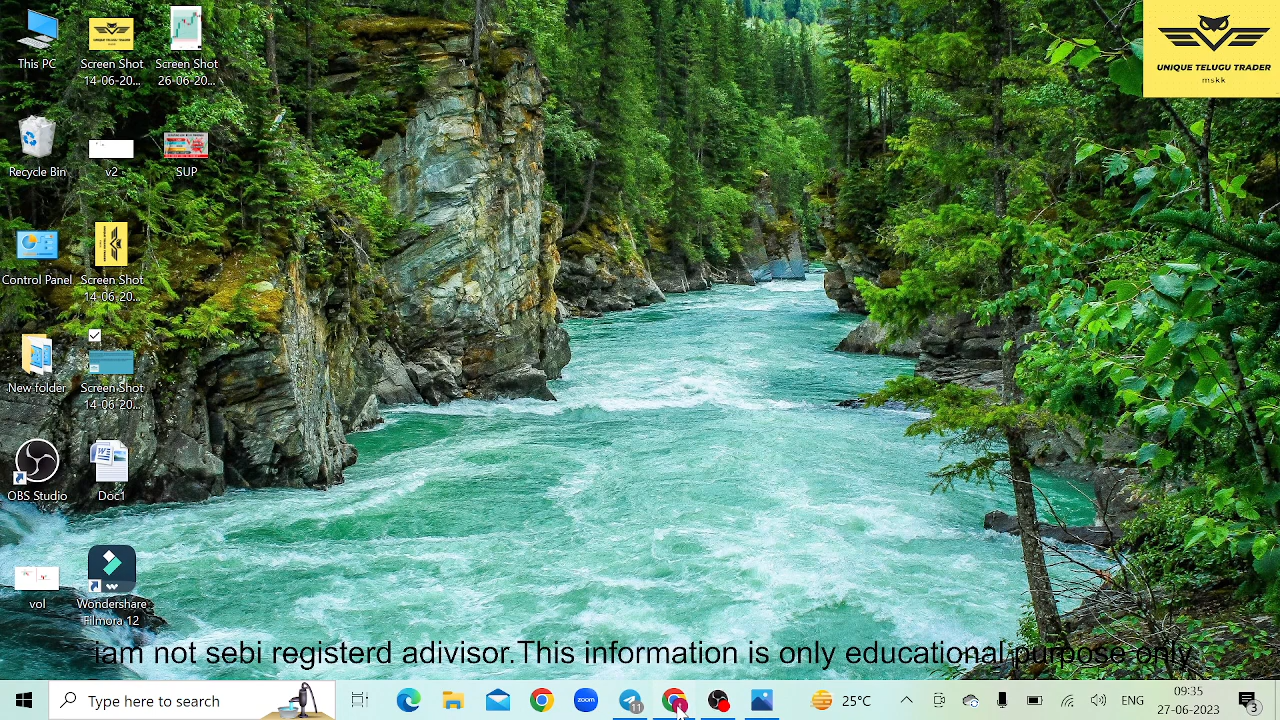 This PC
Screen Shot
14-06-20...
Screen Shot
26-06-20...
UNIQUE TELUGU TRADER
mskk
Recycle Bin
v2
SUP
Control Panel
Screen Shot
14-06-20...
New folder
Screen Shot
14-06-20...
OBS Studio
Doc1
vol
Wondershare
Filmora 12
iam not sebi registerd adivisor.This information is only educational purpose only
Type here to search
zoom
11
25°C
ENG
09:35
27-06-2023
3